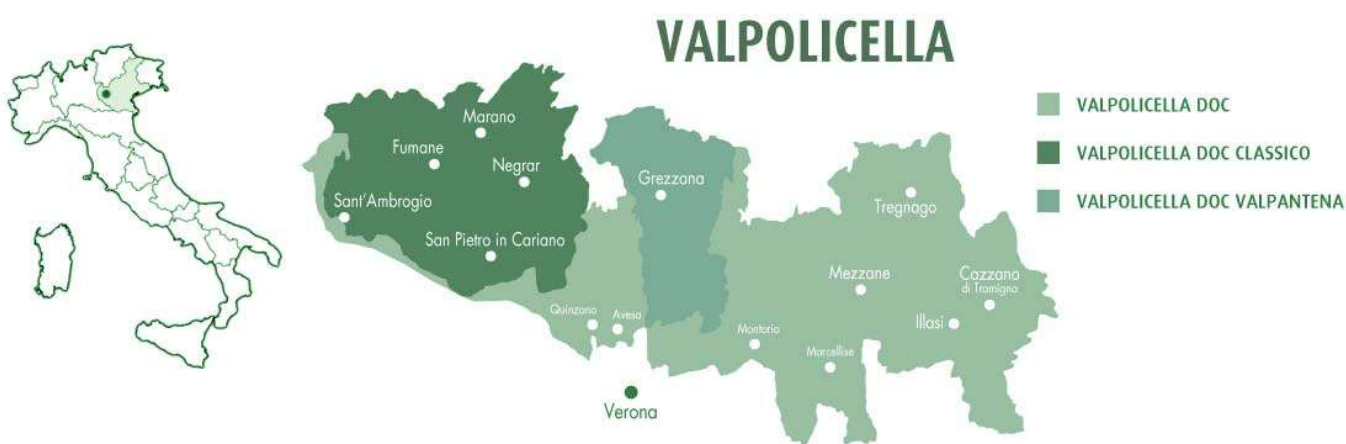 VALPOLICELLA
VALPOLICELLA DOC
VALPOLICELLA DOC CLASSICO
VALPOLICELLA DOC VALPANTENA
Marano
Fumane
Negrar
Sant'Ambrogio
San Pietro in Cariano
Grezzana
Tregnago
Mezzane
Cazzano
di Tramigna
Illasi
Quinzano
Avesa
Montorio
Marcellise
Verona